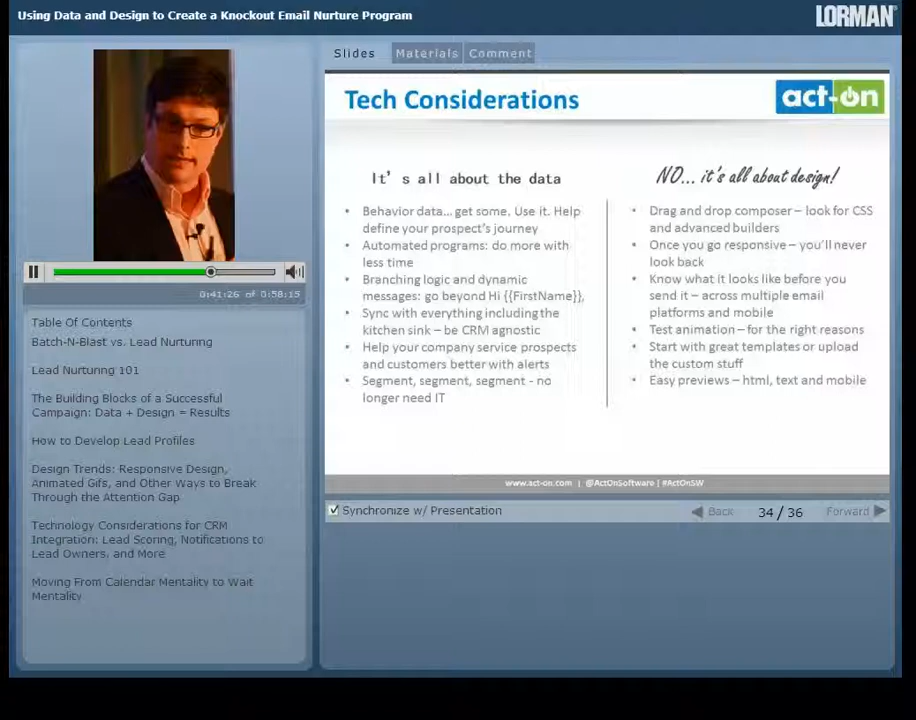 Using Data and Design to Create a Knockout Email Nurture Program
LORMAN
Slides
Materials
Comment
Tech Considerations
act-on
It's all about the data
• Behavior data... get some. Use it. Help
define your prospect's journey
• Automated programs: do more with
less time
• Branching logic and dynamic
messages: go beyond Hi {{FirstName}},
• Sync with everything including the
kitchen sink – be CRM agnostic
• Help your company service prospects
and customers better with alerts
• Segment, segment, segment - no
longer need IT
NO... it's all about design!
• Drag and drop composer – look for CSS
and advanced builders
• Once you go responsive – you'll never
look back
• Know what it looks like before you
send it – across multiple email
platforms and mobile
• Test animation – for the right reasons
• Start with great templates or upload
the custom stuff
• Easy previews – html, text and mobile
www.act-on.com | @ActOnSoftware | #ActOnSW
0:41:26 of 0:58:15
Table Of Contents
Batch-N-Blast vs. Lead Nurturing
Lead Nurturing 101
The Building Blocks of a Successful
Campaign: Data + Design = Results
How to Develop Lead Profiles
Design Trends: Responsive Design,
Animated Gifs, and Other Ways to Break
Through the Attention Gap
Technology Considerations for CRM
Integration: Lead Scoring, Notifications to
Lead Owners, and More
Moving From Calendar Mentality to Wait
Mentality
Synchronize w/ Presentation
Back
34 / 36
Forward